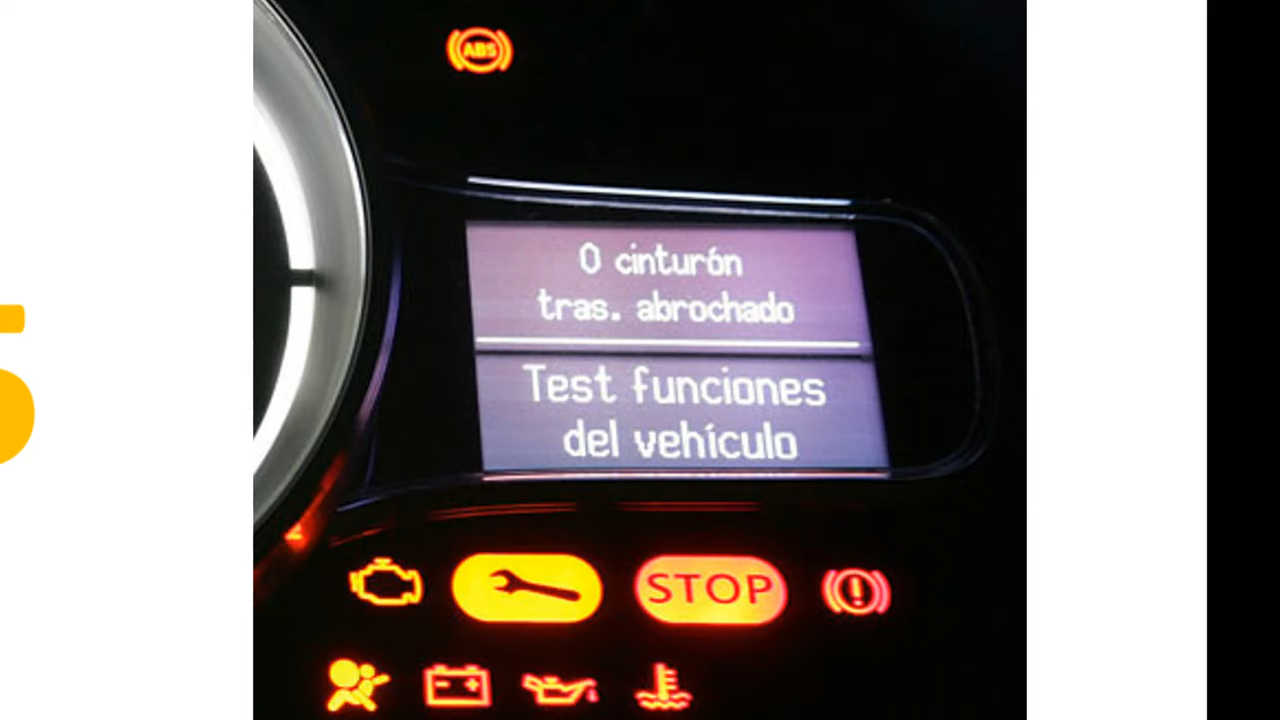 ABS
0 cinturón
tras. abrochado
Test funciones
del vehículo
STOP